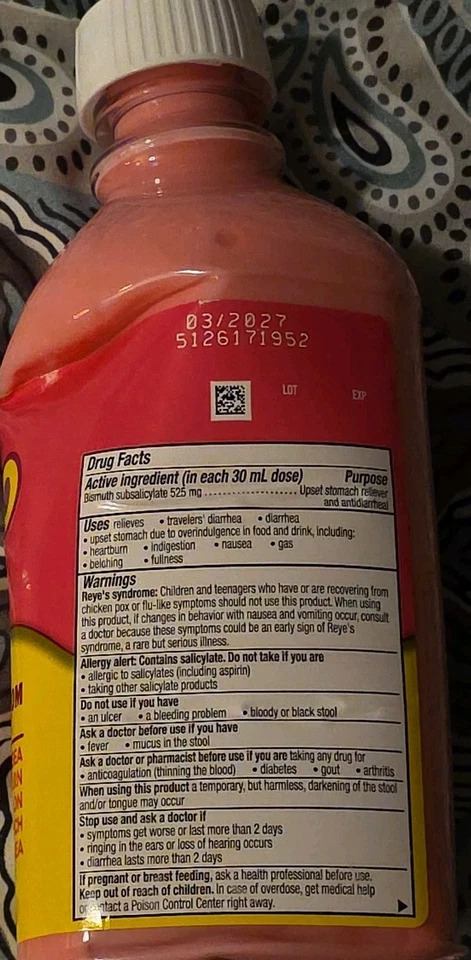 03/2027
5126171952
LOT EXP
Drug Facts
Active ingredient (in each 30 mL dose) Purpose
Bismuth subsalicylate 525 mg ........................ Upset stomach reliever
and antidiarrheal
Uses relieves • travelers' diarrhea • diarrhea
• upset stomach due to overindulgence in food and drink, including:
• heartburn • indigestion • nausea • gas
• belching • fullness
Warnings
Reye's syndrome: Children and teenagers who have or are recovering from
chicken pox or flu-like symptoms should not use this product. When using
this product, if changes in behavior with nausea and vomiting occur, consult
a doctor because these symptoms could be an early sign of Reye's
syndrome, a rare but serious illness.
Allergy alert: Contains salicylate. Do not take if you are
• allergic to salicylates (including aspirin)
• taking other salicylate products
Do not use if you have
• an ulcer • a bleeding problem • bloody or black stool
Ask a doctor before use if you have
• fever • mucus in the stool
Ask a doctor or pharmacist before use if you are taking any drug for
• anticoagulation (thinning the blood) • diabetes • gout • arthritis
When using this product a temporary, but harmless, darkening of the stool
and/or tongue may occur
Stop use and ask a doctor if
• symptoms get worse or last more than 2 days
• ringing in the ears or loss of hearing occurs
• diarrhea lasts more than 2 days
If pregnant or breast feeding, ask a health professional before use.
Keep out of reach of children. In case of overdose, get medical help
or contact a Poison Control Center right away.